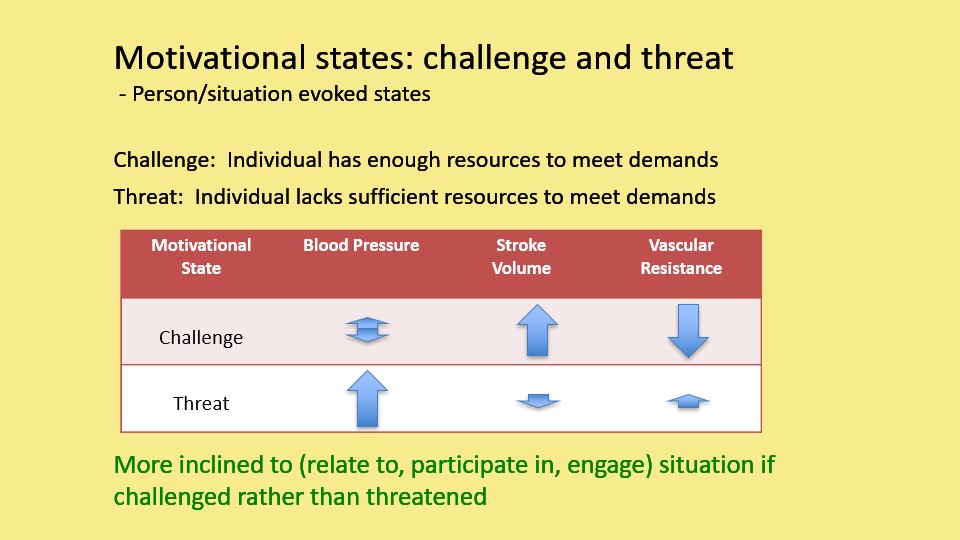 Motivational states: challenge and threat
- Person/situation evoked states
Challenge:  Individual has enough resources to meet demands
Threat:  Individual lacks sufficient resources to meet demands
Motivational State
Blood Pressure
Stroke Volume
Vascular Resistance
Challenge
Threat
More inclined to (relate to, participate in, engage) situation if
challenged rather than threatened